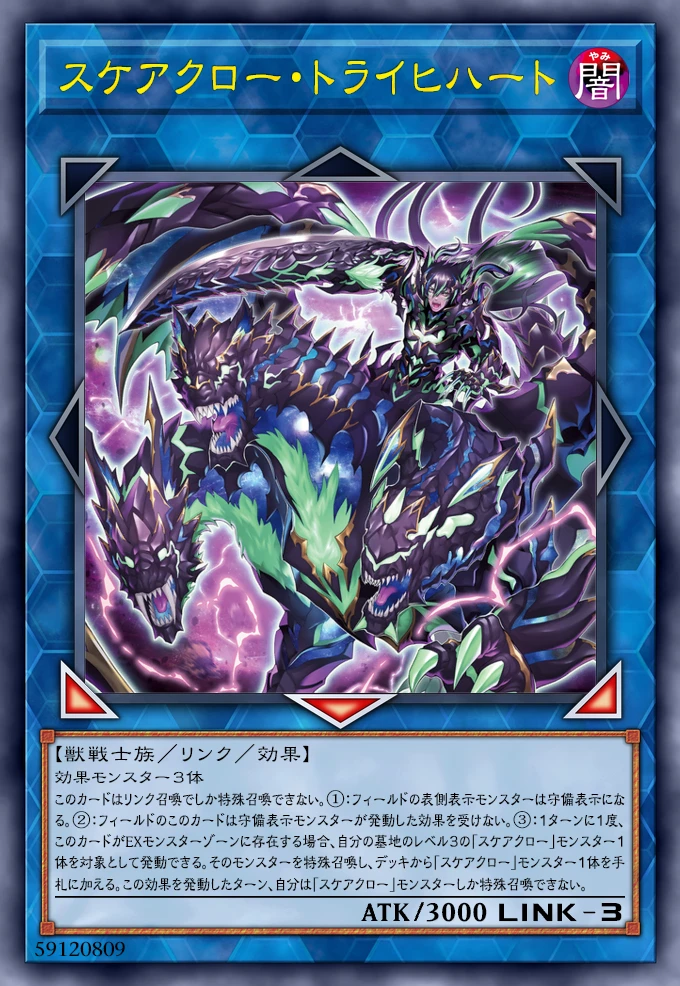 スケアクロー・トライヒハート
やみ
闇
【獣戦士族／リンク／効果】
効果モンスター３体
このカードはリンク召喚でしか特殊召喚できない。①：フィールドの表側表示モンスターは守備表示にな
る。②：フィールドのこのカードは守備表示モンスターが発動した効果を受けない。③：１ターンに１度、
このカードがEXモンスターゾーンに存在する場合、自分の墓地のレベル３の「スケアクロー」モンスター１
体を対象として発動できる。そのモンスターを特殊召喚し、デッキから「スケアクロー」モンスター１体を手
札に加える。この効果を発動したターン、自分は「スケアクロー」モンスターしか特殊召喚できない。
ATK/3000 LINK－3
59120809